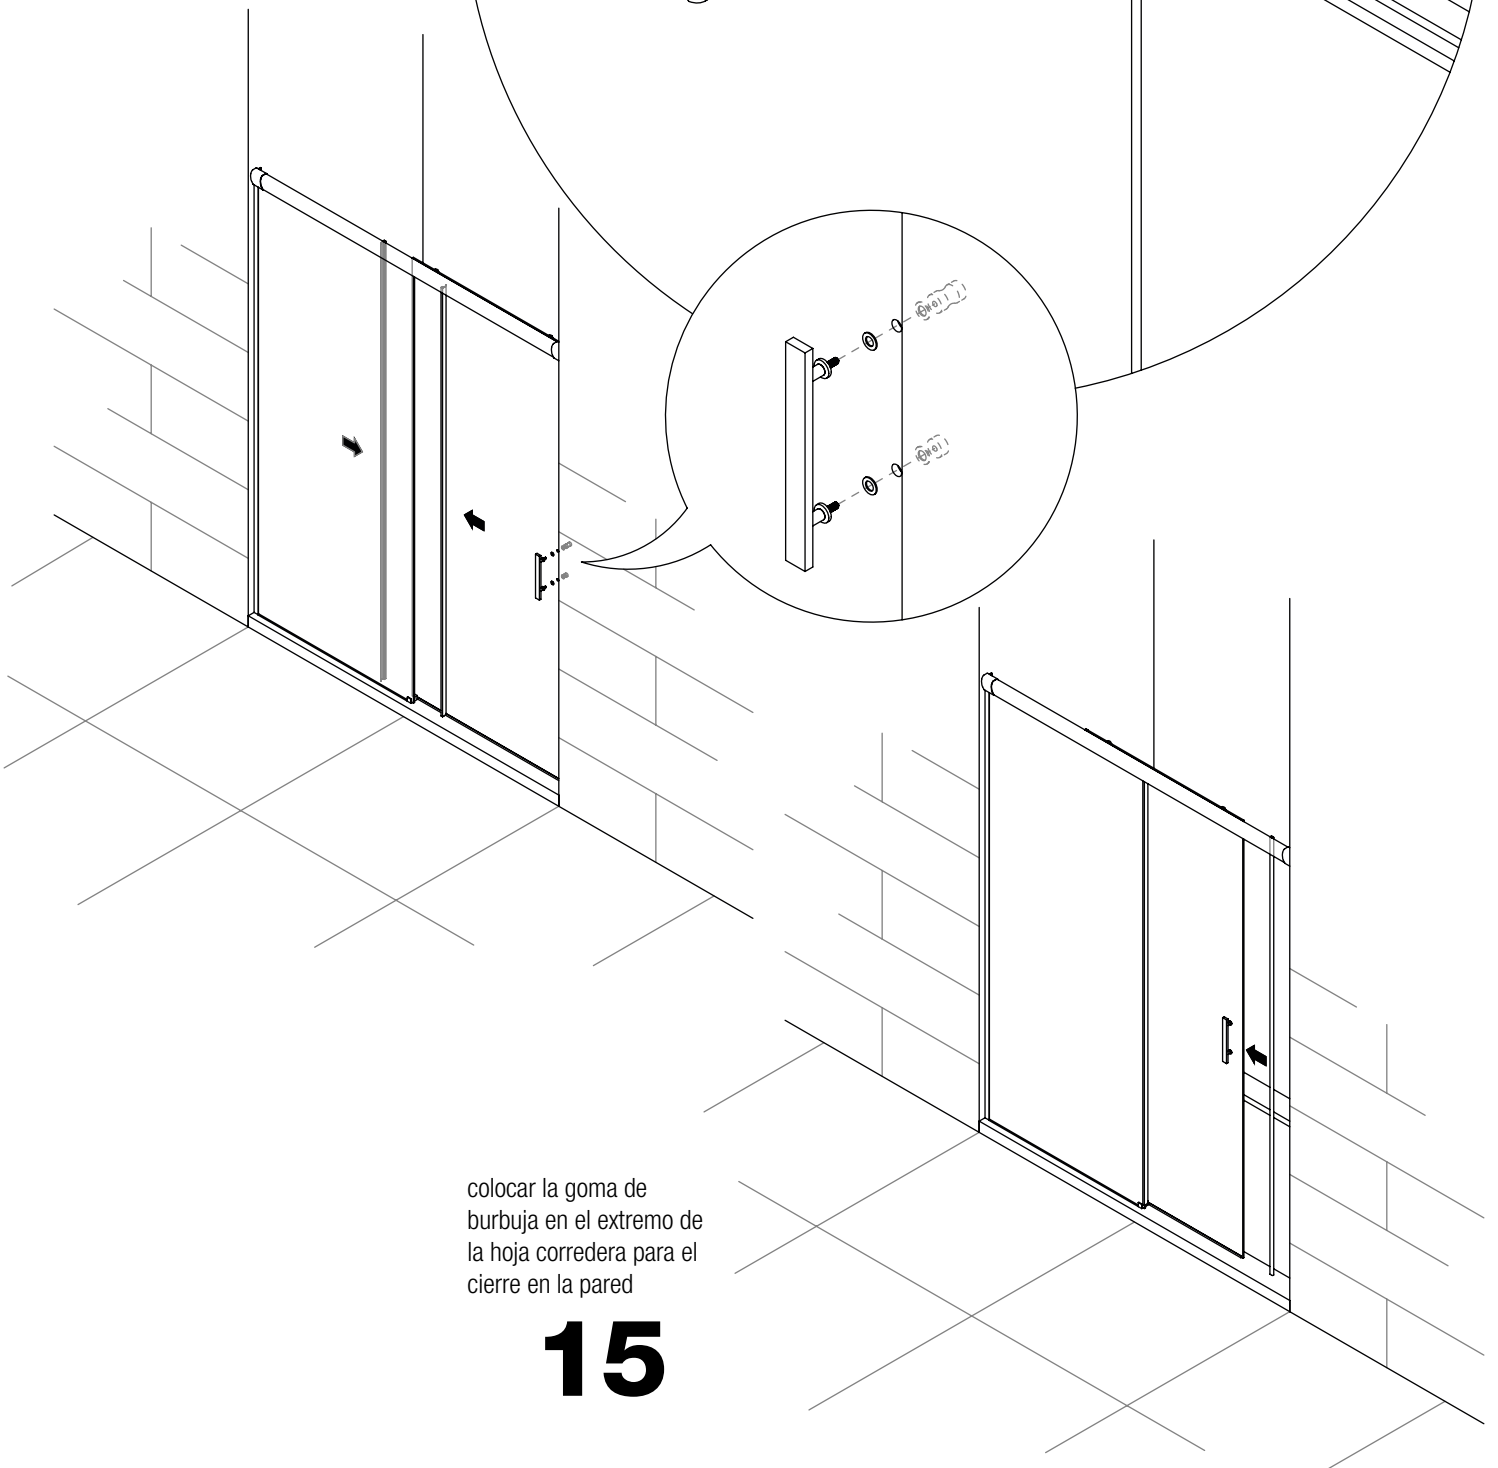 colocar la goma de
burbuja en el extremo de
la hoja corredera para el
cierre en la pared
15